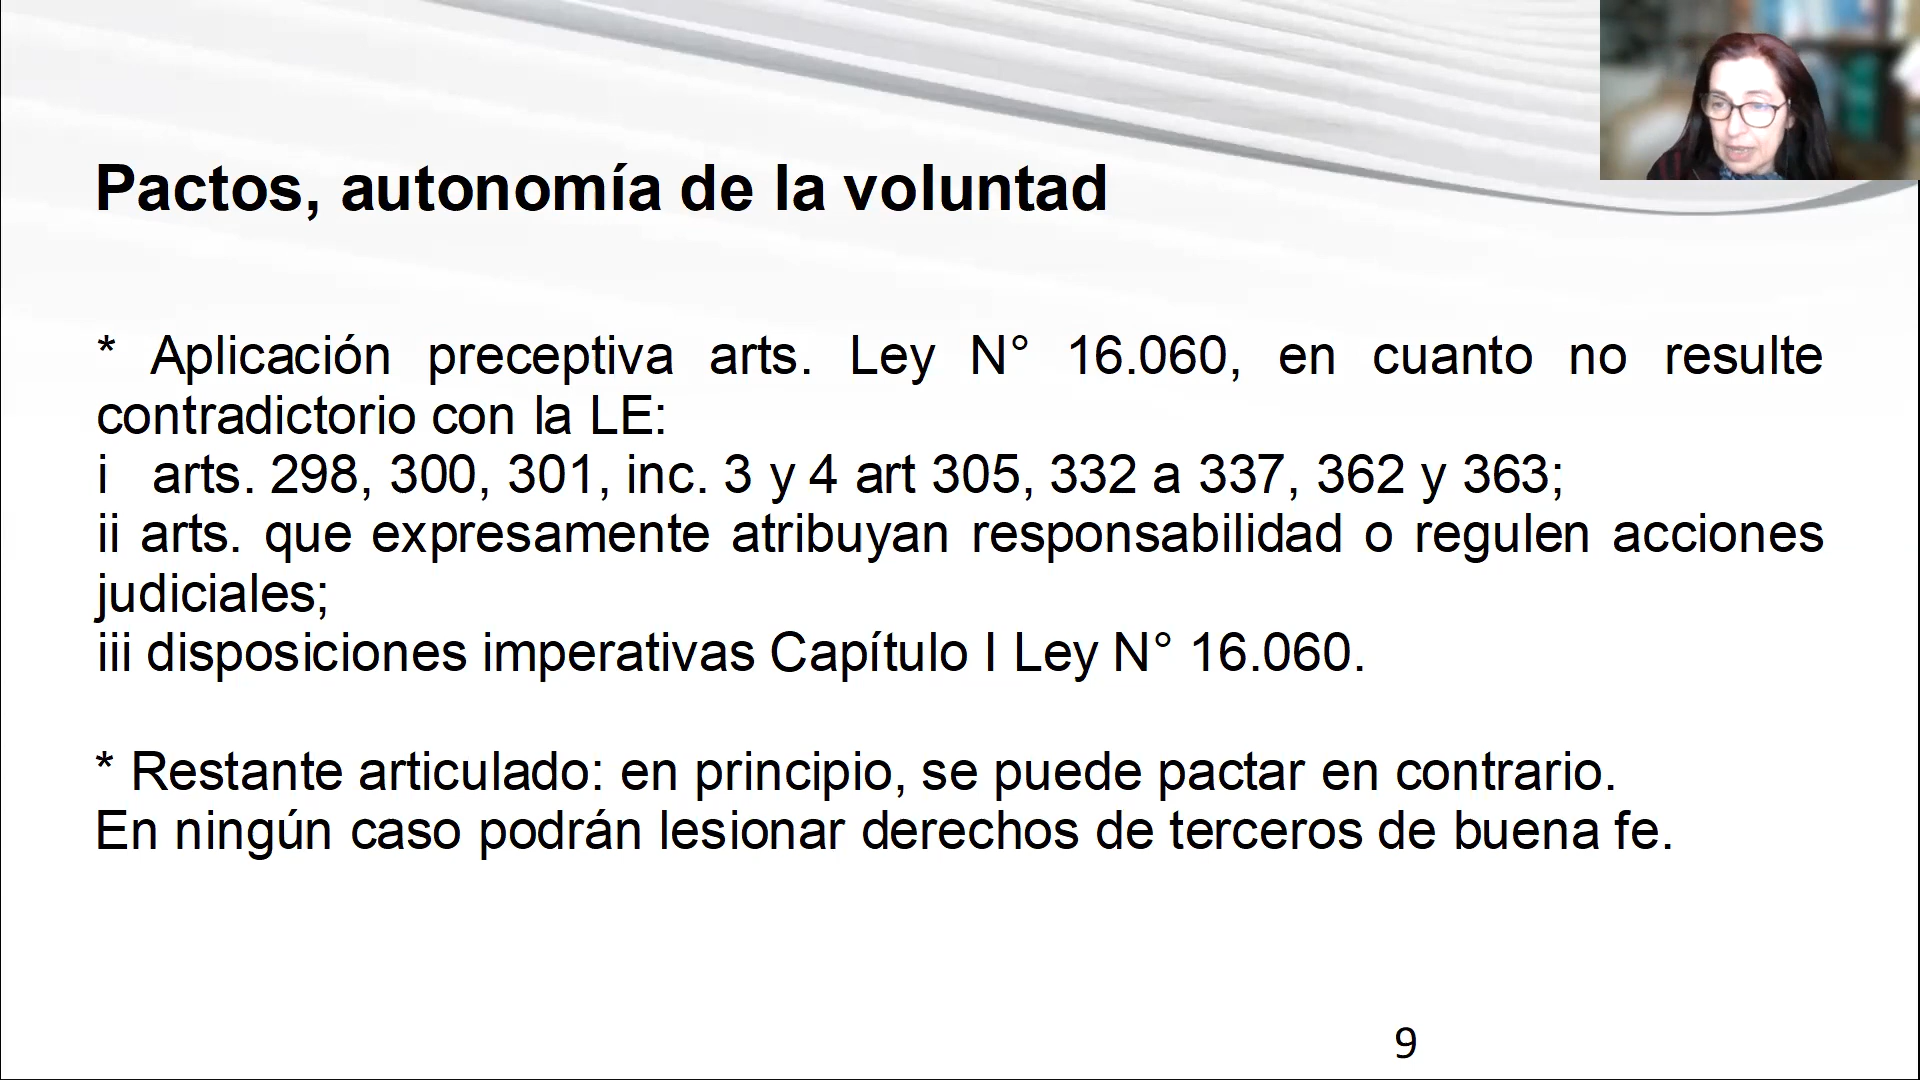 Pactos, autonomía de la voluntad
* Aplicación preceptiva arts. Ley N° 16.060, en cuanto no resulte
contradictorio con la LE:
i arts. 298, 300, 301, inc. 3 y 4 art 305, 332 a 337, 362 y 363;
ii arts. que expresamente atribuyan responsabilidad o regulen acciones
judiciales;
iii disposiciones imperativas Capítulo I Ley N° 16.060.
* Restante articulado: en principio, se puede pactar en contrario.
En ningún caso podrán lesionar derechos de terceros de buena fe.
9